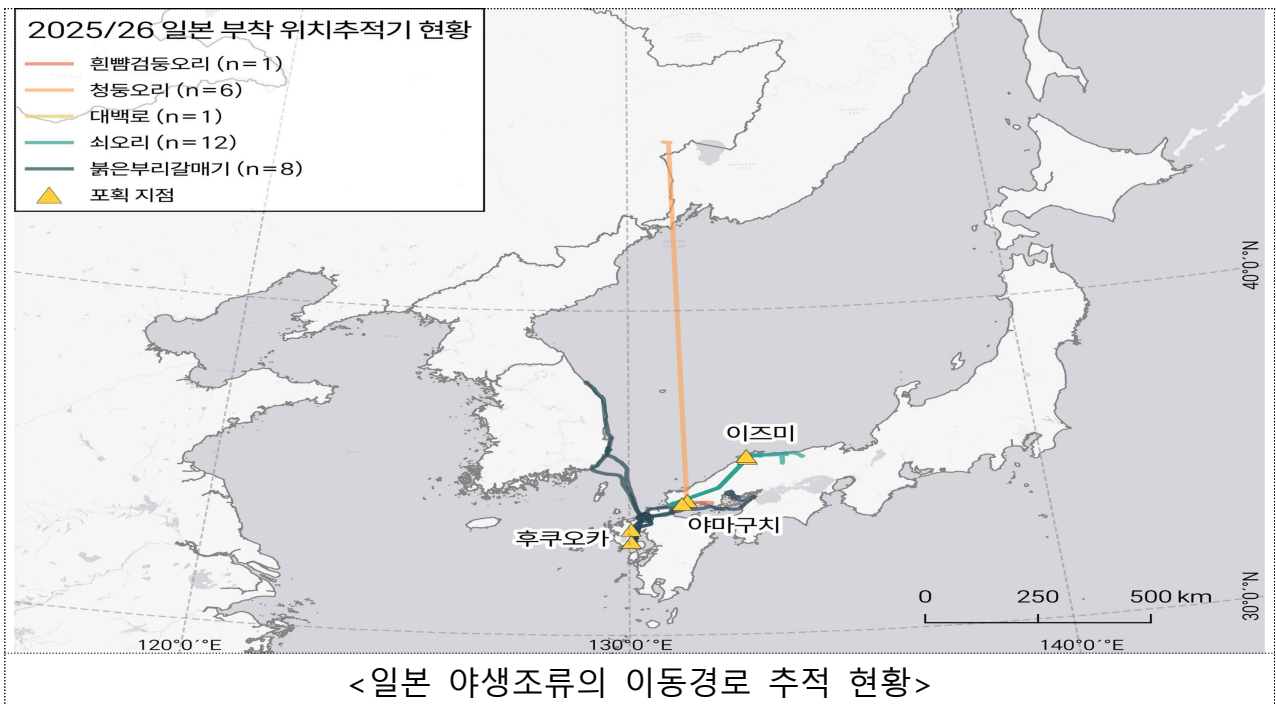 2025/26 일본 부착 위치추적기 현황
흰뺨검둥오리 (n=1)
청둥오리 (n=6)
대백로 (n=1)
쇠오리 (n=12)
붉은부리갈매기 (n=8)
포획 지점
40°0´°N
이즈미
야마구치
후쿠오카
0 250 500 km
30°0´°N
120°0´°E
130°0´°E
140°0´°E
<일본 야생조류의 이동경로 추적 현황>